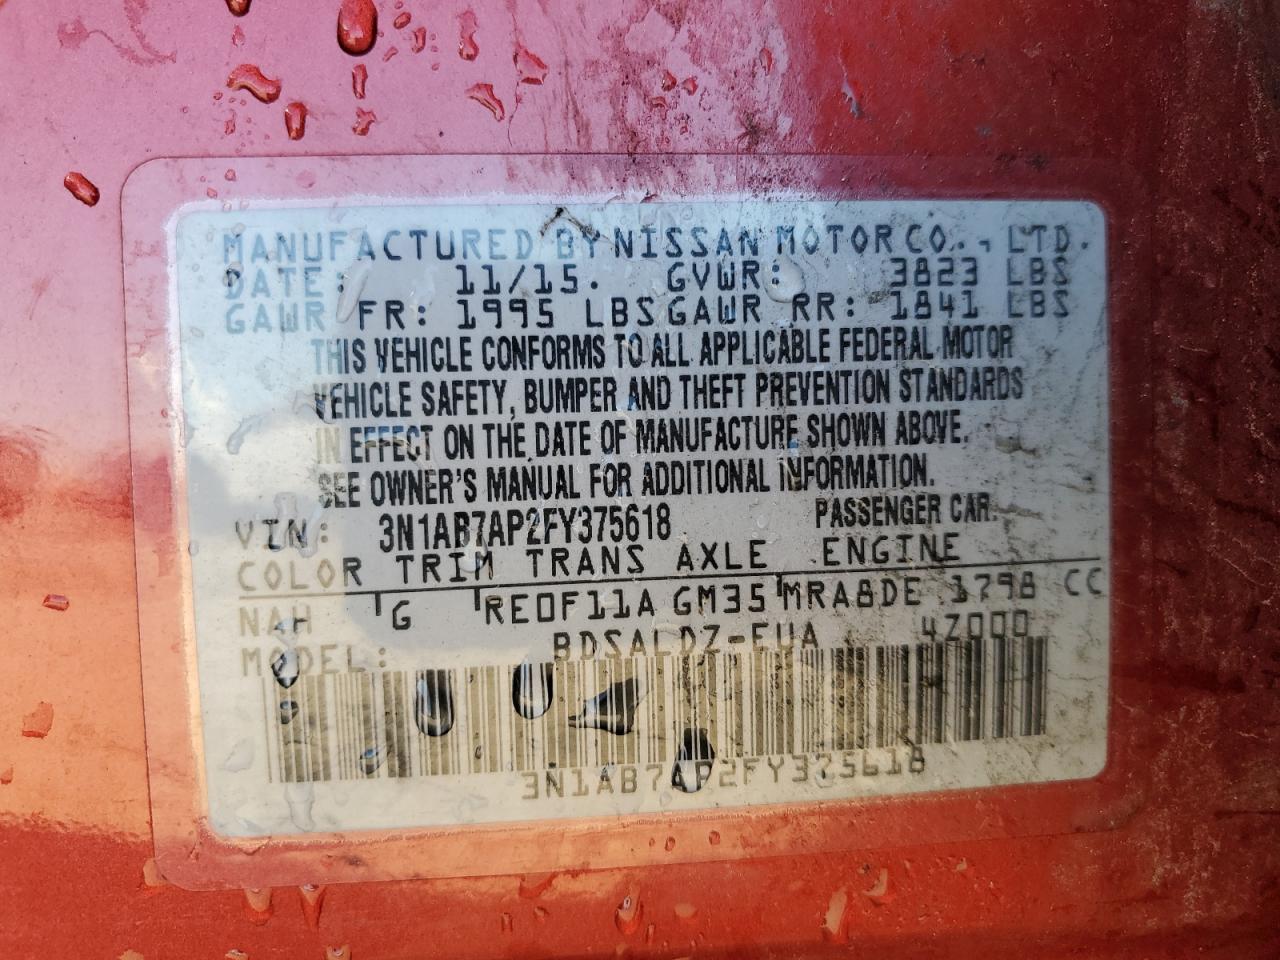 MANUFACTURED BY NISSAN MOTOR CO., LTD.
DATE: 11/15. GVWR: 3823 LBS
GAWR FR: 1995 LBS GAWR RR: 1841 LBS
THIS VEHICLE CONFORMS TO ALL APPLICABLE FEDERAL MOTOR
VEHICLE SAFETY, BUMPER AND THEFT PREVENTION STANDARDS
IN EFFECT ON THE DATE OF MANUFACTURE SHOWN ABOVE.
SEE OWNER'S MANUAL FOR ADDITIONAL INFORMATION.
VIN: 3N1AB7AP2FY375618 PASSENGER CAR.
COLOR TRIM TRANS AXLE ENGINE
NAH G RE0F11A GM35 MRA8DE 1798 CC
MODEL: BDSALDZ-EUA 4Z000
3N1AB7AP2FY375618